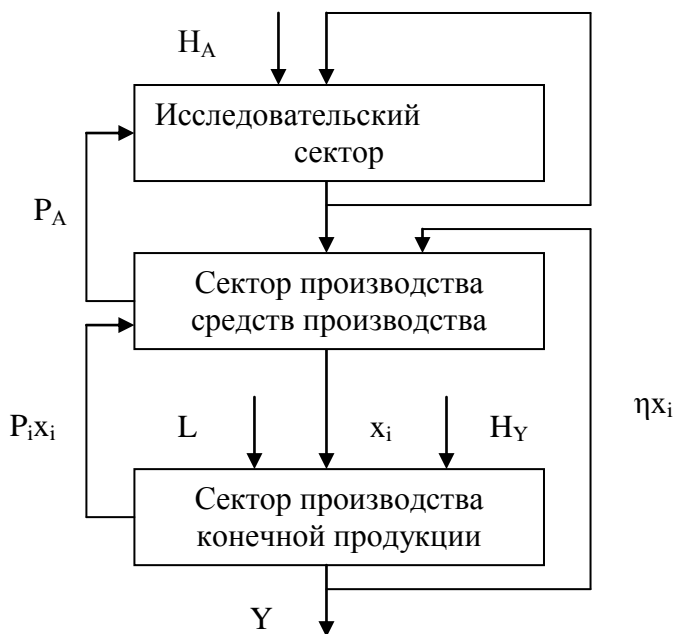 H_A
Исследовательский
сектор
P_A
Сектор производства
средств производства
P_ix_i
L
x_i
H_Y
ηx_i
Сектор производства
конечной продукции
Y